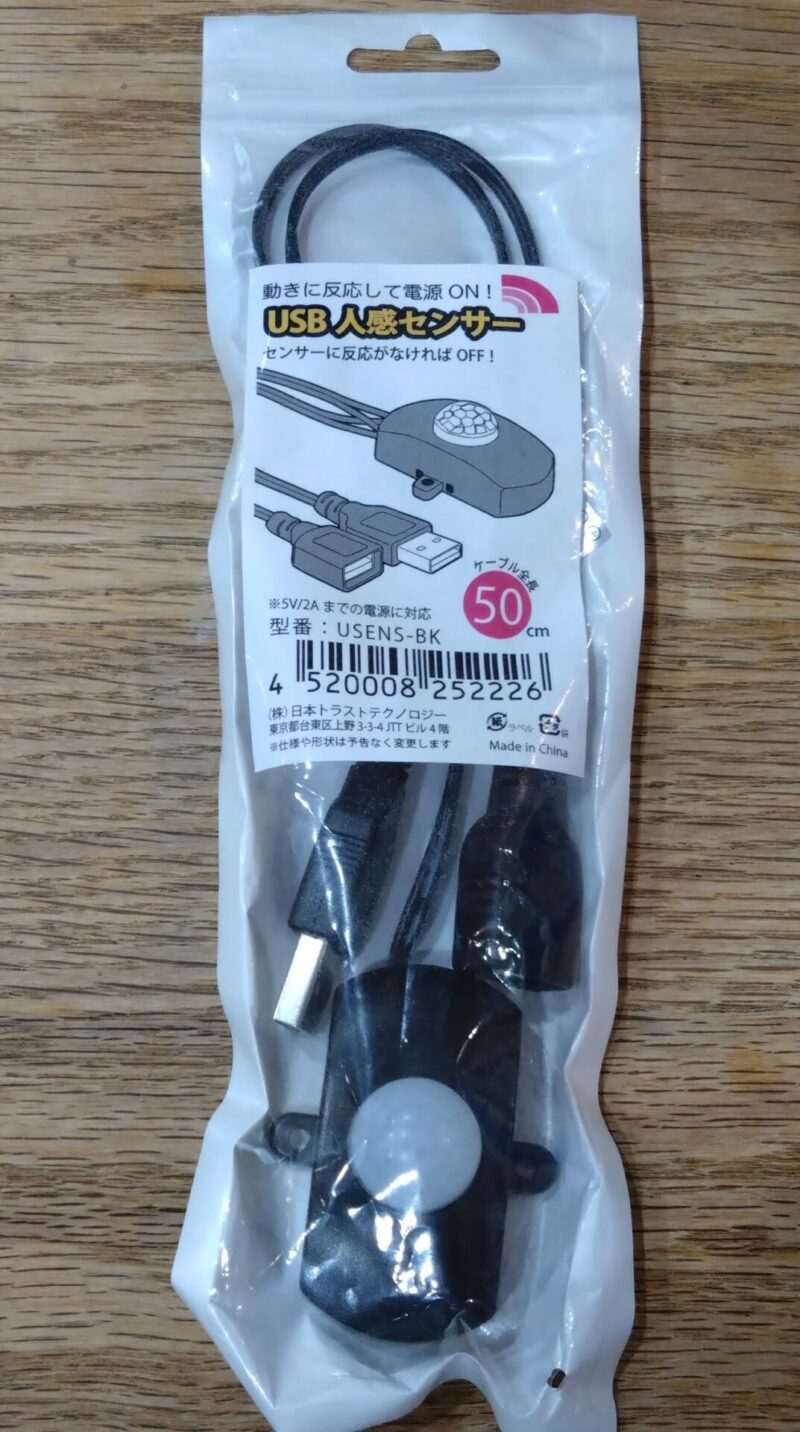 動きに反応して電源 ON！
USB 人感センサー
センサーに反応がなければ OFF！
ケーブル全長
50cm
※5V/2A までの電源に対応
型番：USENS-BK
4 520008 252226
(株)日本トラストテクノロジー
東京都台東区上野 3-3-4 JTT ビル 4 階
※仕様や形状は予告なく変更します
紙 ラベル 袋
Made in China